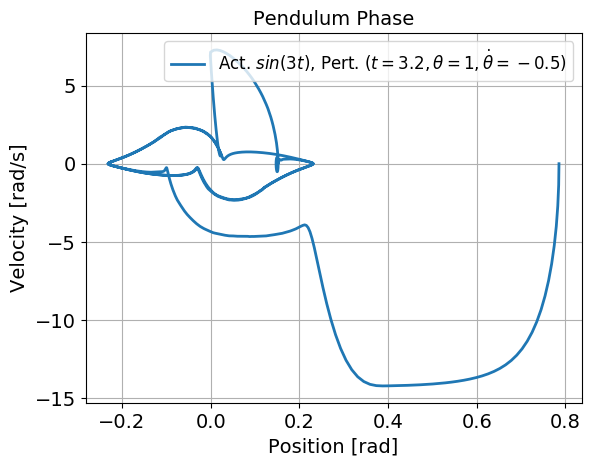 Pendulum Phase
Act. sin(3t), Pert. (t = 3.2, θ = 1, θ̇ = −0.5)
Velocity [rad/s]
5
0
−5
−10
−15
−0.2 0.0 0.2 0.4 0.6 0.8
Position [rad]